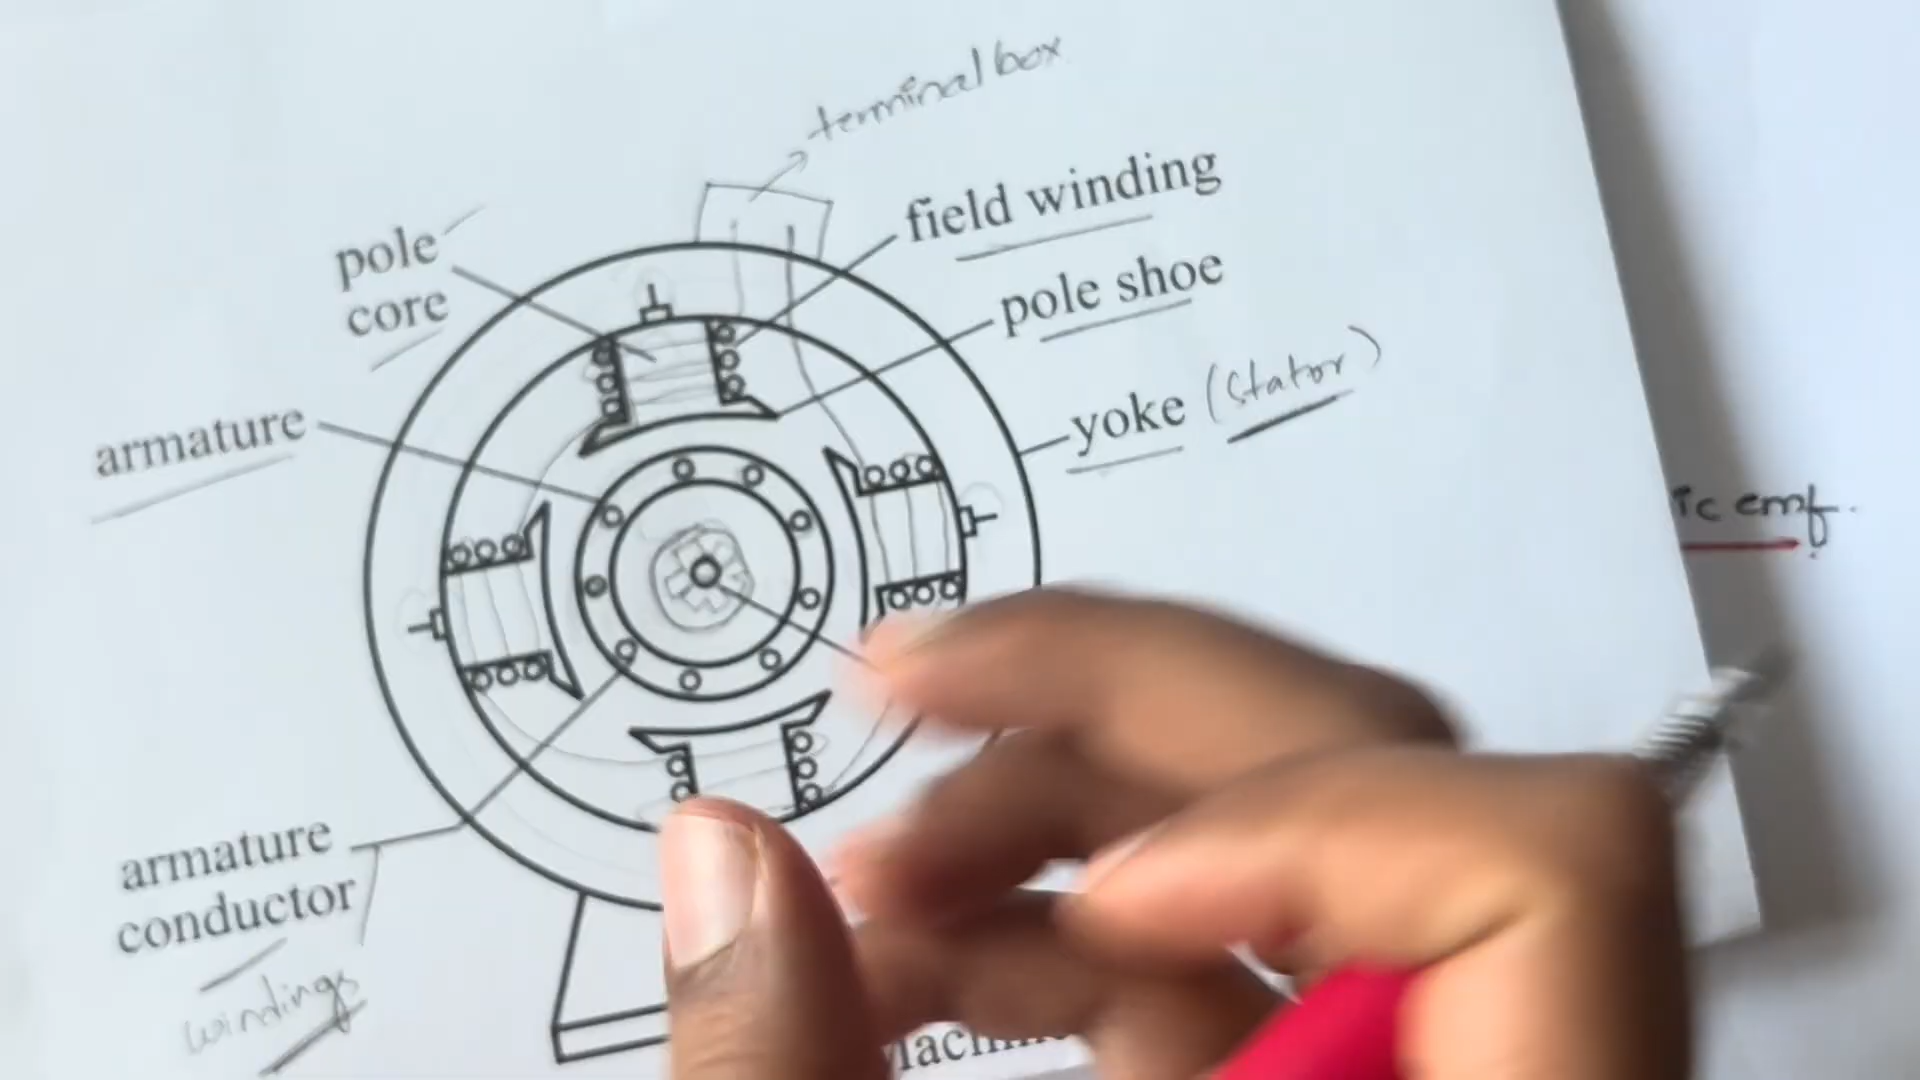 terminal box
field winding
pole
core
pole shoe
yoke (Stator)
armature
ic emf.
armature
conductor
windings